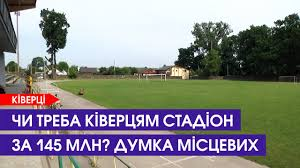 КІВЕРЦІ
ЧИ ТРЕБА КІВЕРЦЯМ СТАДІОН
ЗА 145 МЛН? ДУМКА МІСЦЕВИХ